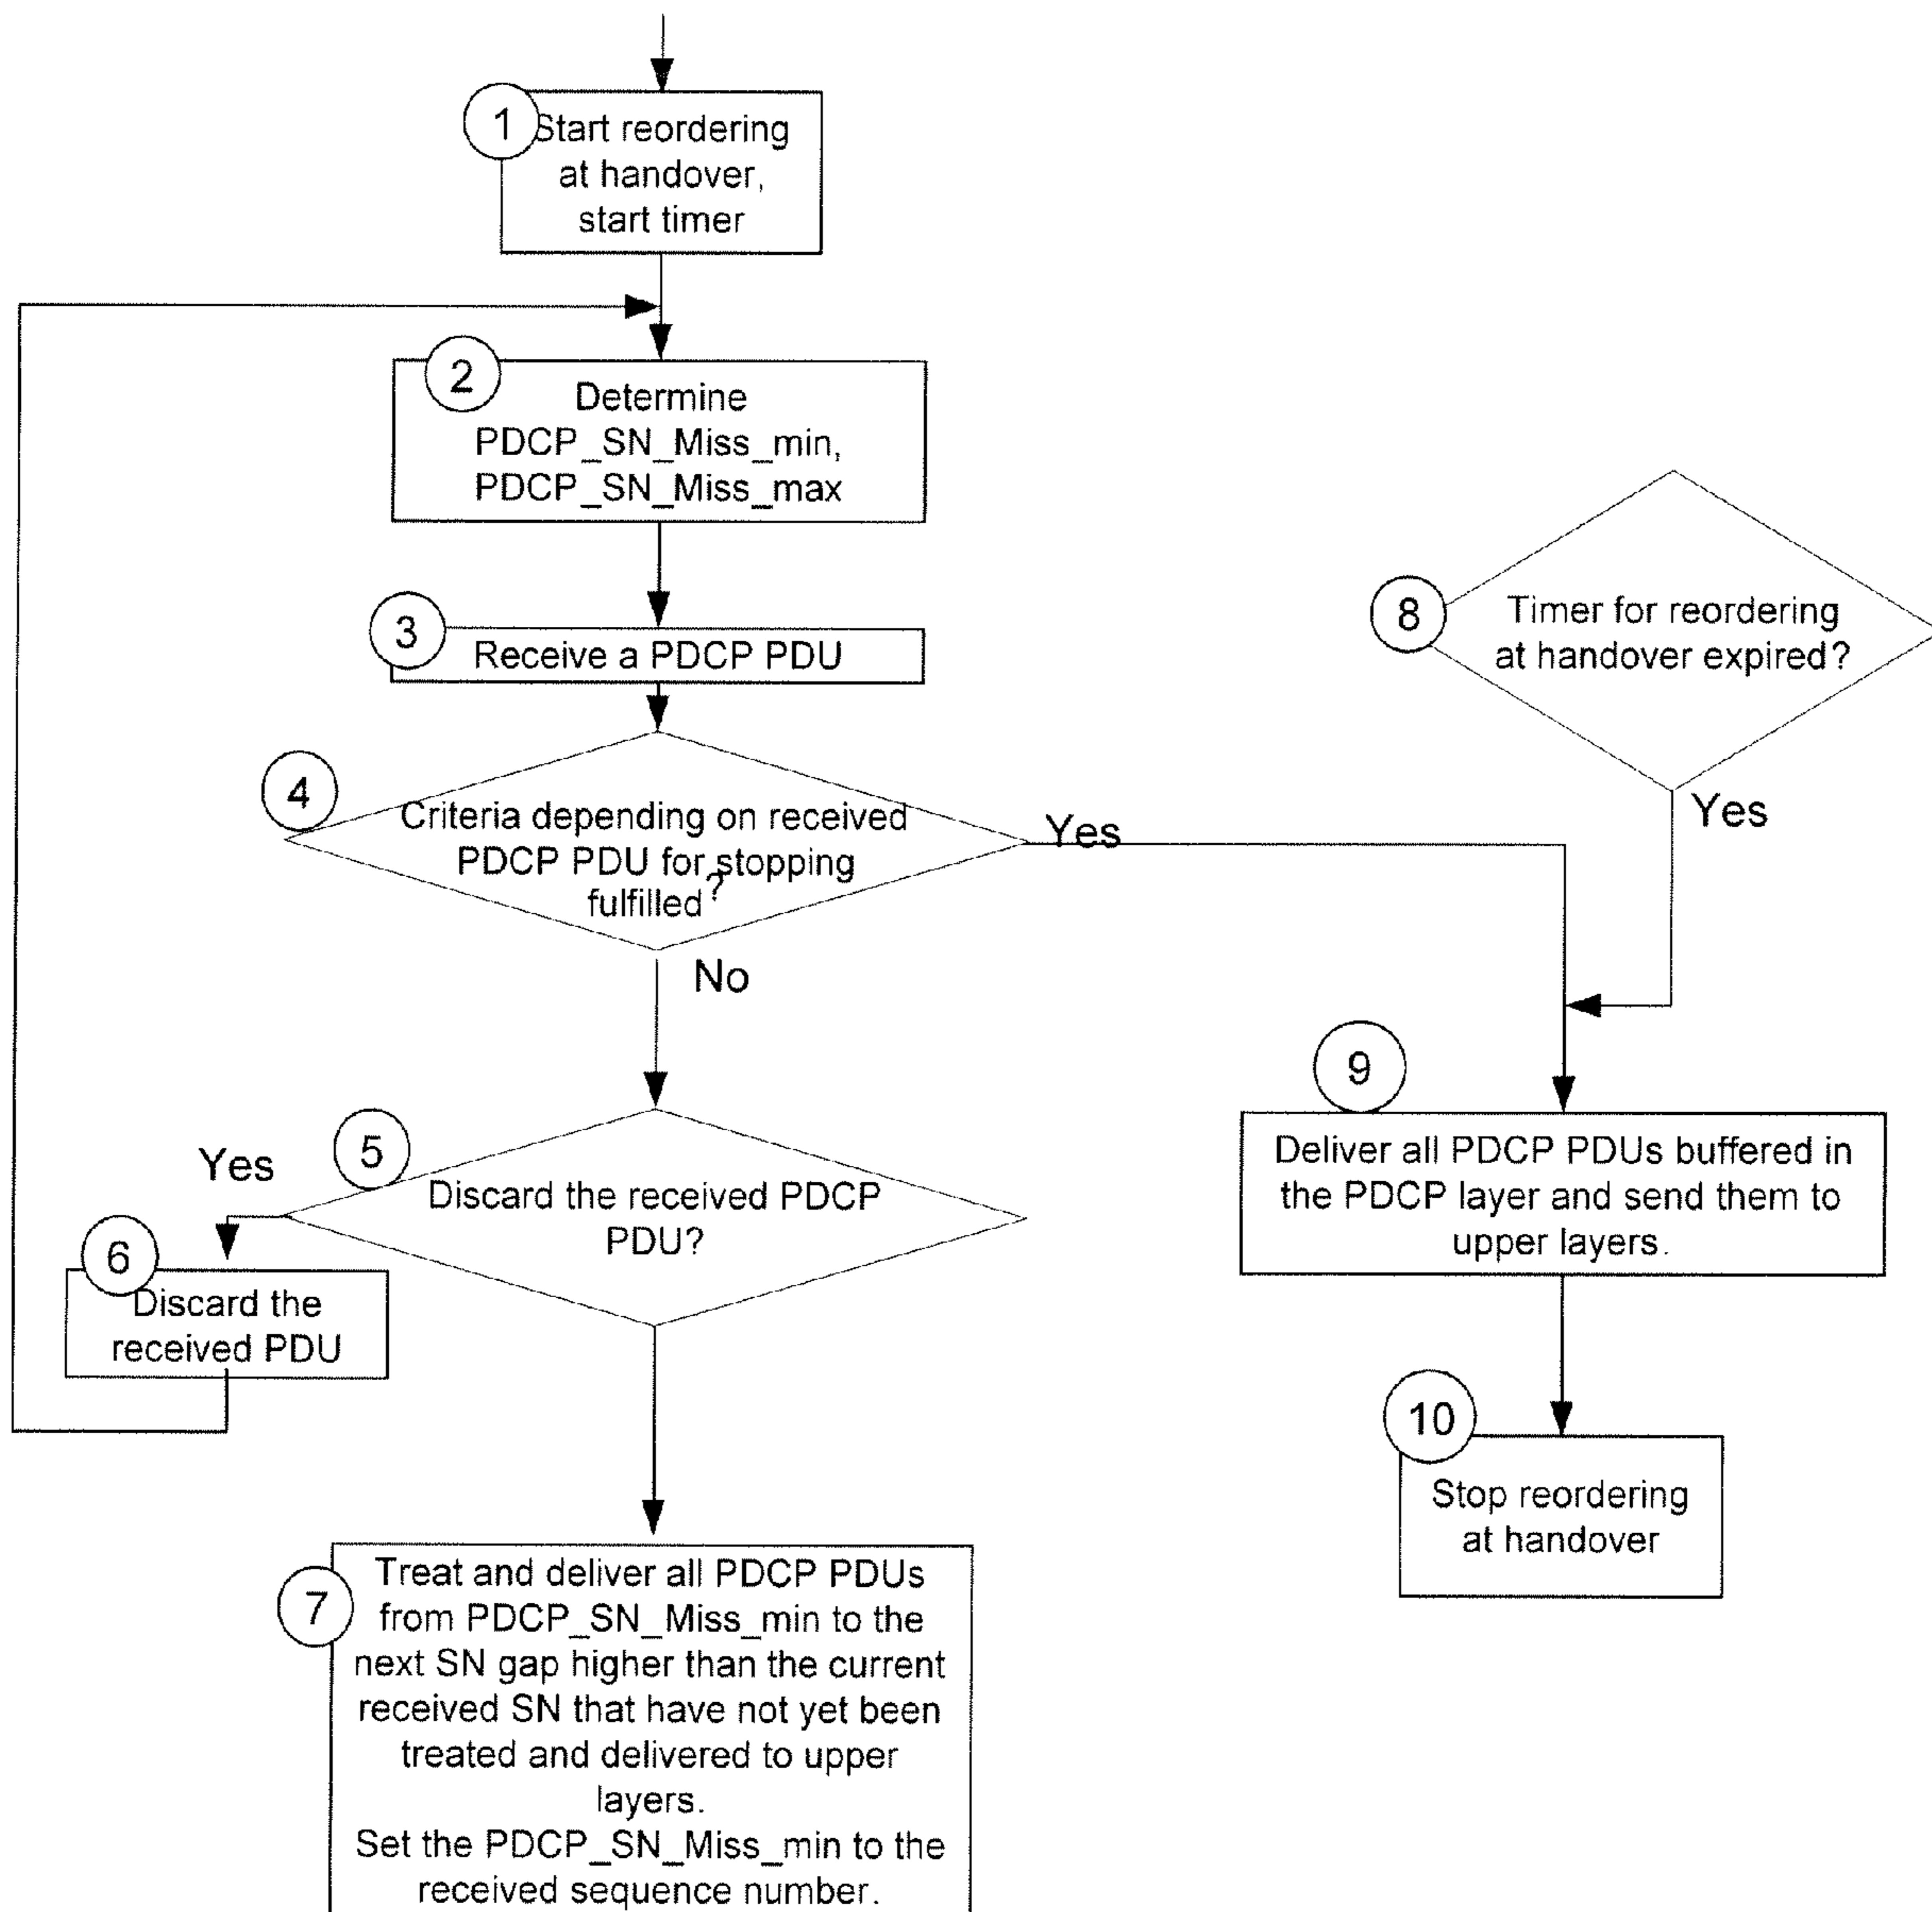 1
Start reordering
at handover,
start timer
2
Determine
PDCP_SN_Miss_min,
PDCP_SN_Miss_max
3
Receive a PDCP PDU
4
Criteria depending on received
PDCP PDU for stopping
fulfilled?
Yes
No
5
Discard the received PDCP
PDU?
Yes
6
Discard the
received PDU
7
Treat and deliver all PDCP PDUs
from PDCP_SN_Miss_min to the
next SN gap higher than the current
received SN that have not yet been
treated and delivered to upper
layers.
Set the PDCP_SN_Miss_min to the
received sequence number.
8
Timer for reordering
at handover expired?
Yes
9
Deliver all PDCP PDUs buffered in
the PDCP layer and send them to
upper layers.
10
Stop reordering
at handover